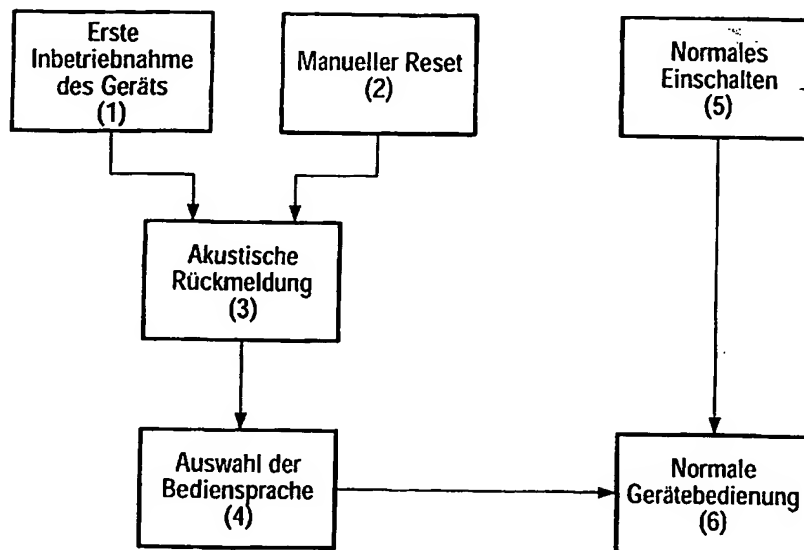 Erste
Inbetriebnahme
des Geräts
(1)
Manueller Reset
(2)
Normales
Einschalten
(5)
Akustische
Rückmeldung
(3)
Auswahl der
Bediensprache
(4)
Normale
Gerätebedienung
(6)